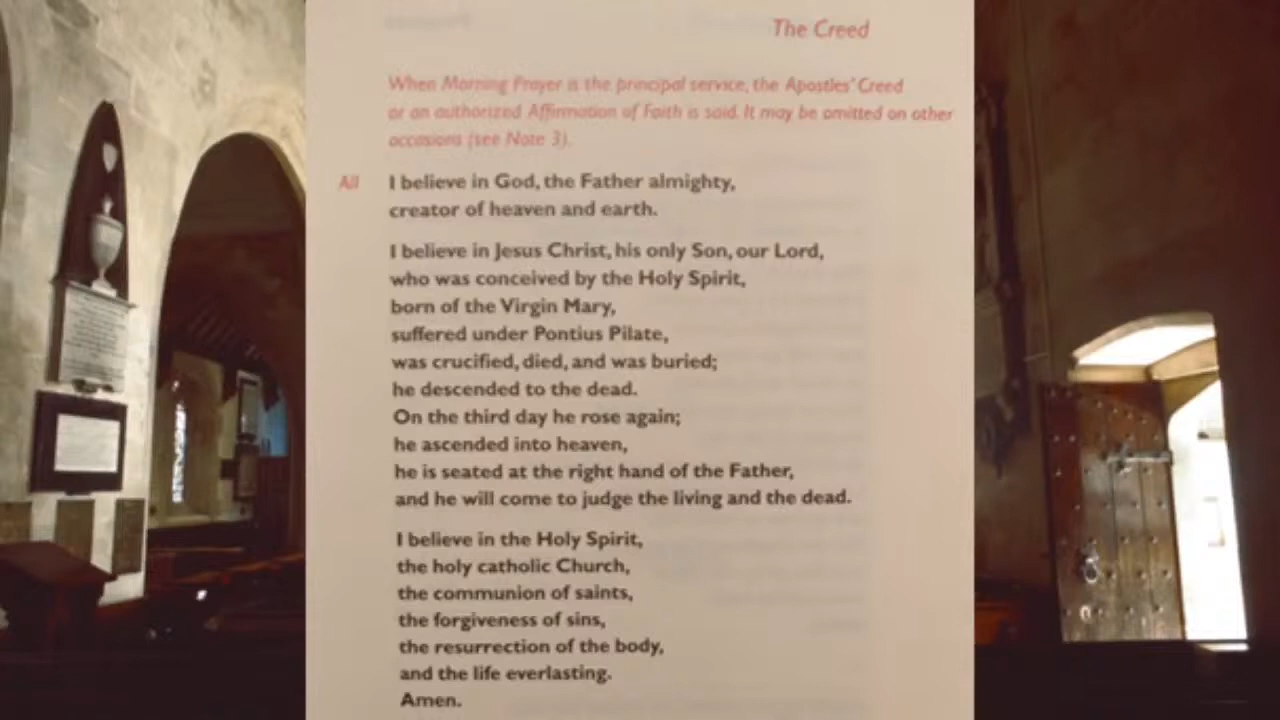 The Creed
When Morning Prayer is the principal service, the Apostles' Creed
or an authorized Affirmation of Faith is said. It may be omitted on other
occasions (see Note 3).
All I believe in God, the Father almighty,
creator of heaven and earth.
I believe in Jesus Christ, his only Son, our Lord,
who was conceived by the Holy Spirit,
born of the Virgin Mary,
suffered under Pontius Pilate,
was crucified, died, and was buried;
he descended to the dead.
On the third day he rose again;
he ascended into heaven,
he is seated at the right hand of the Father,
and he will come to judge the living and the dead.
I believe in the Holy Spirit,
the holy catholic Church,
the communion of saints,
the forgiveness of sins,
the resurrection of the body,
and the life everlasting.
Amen.